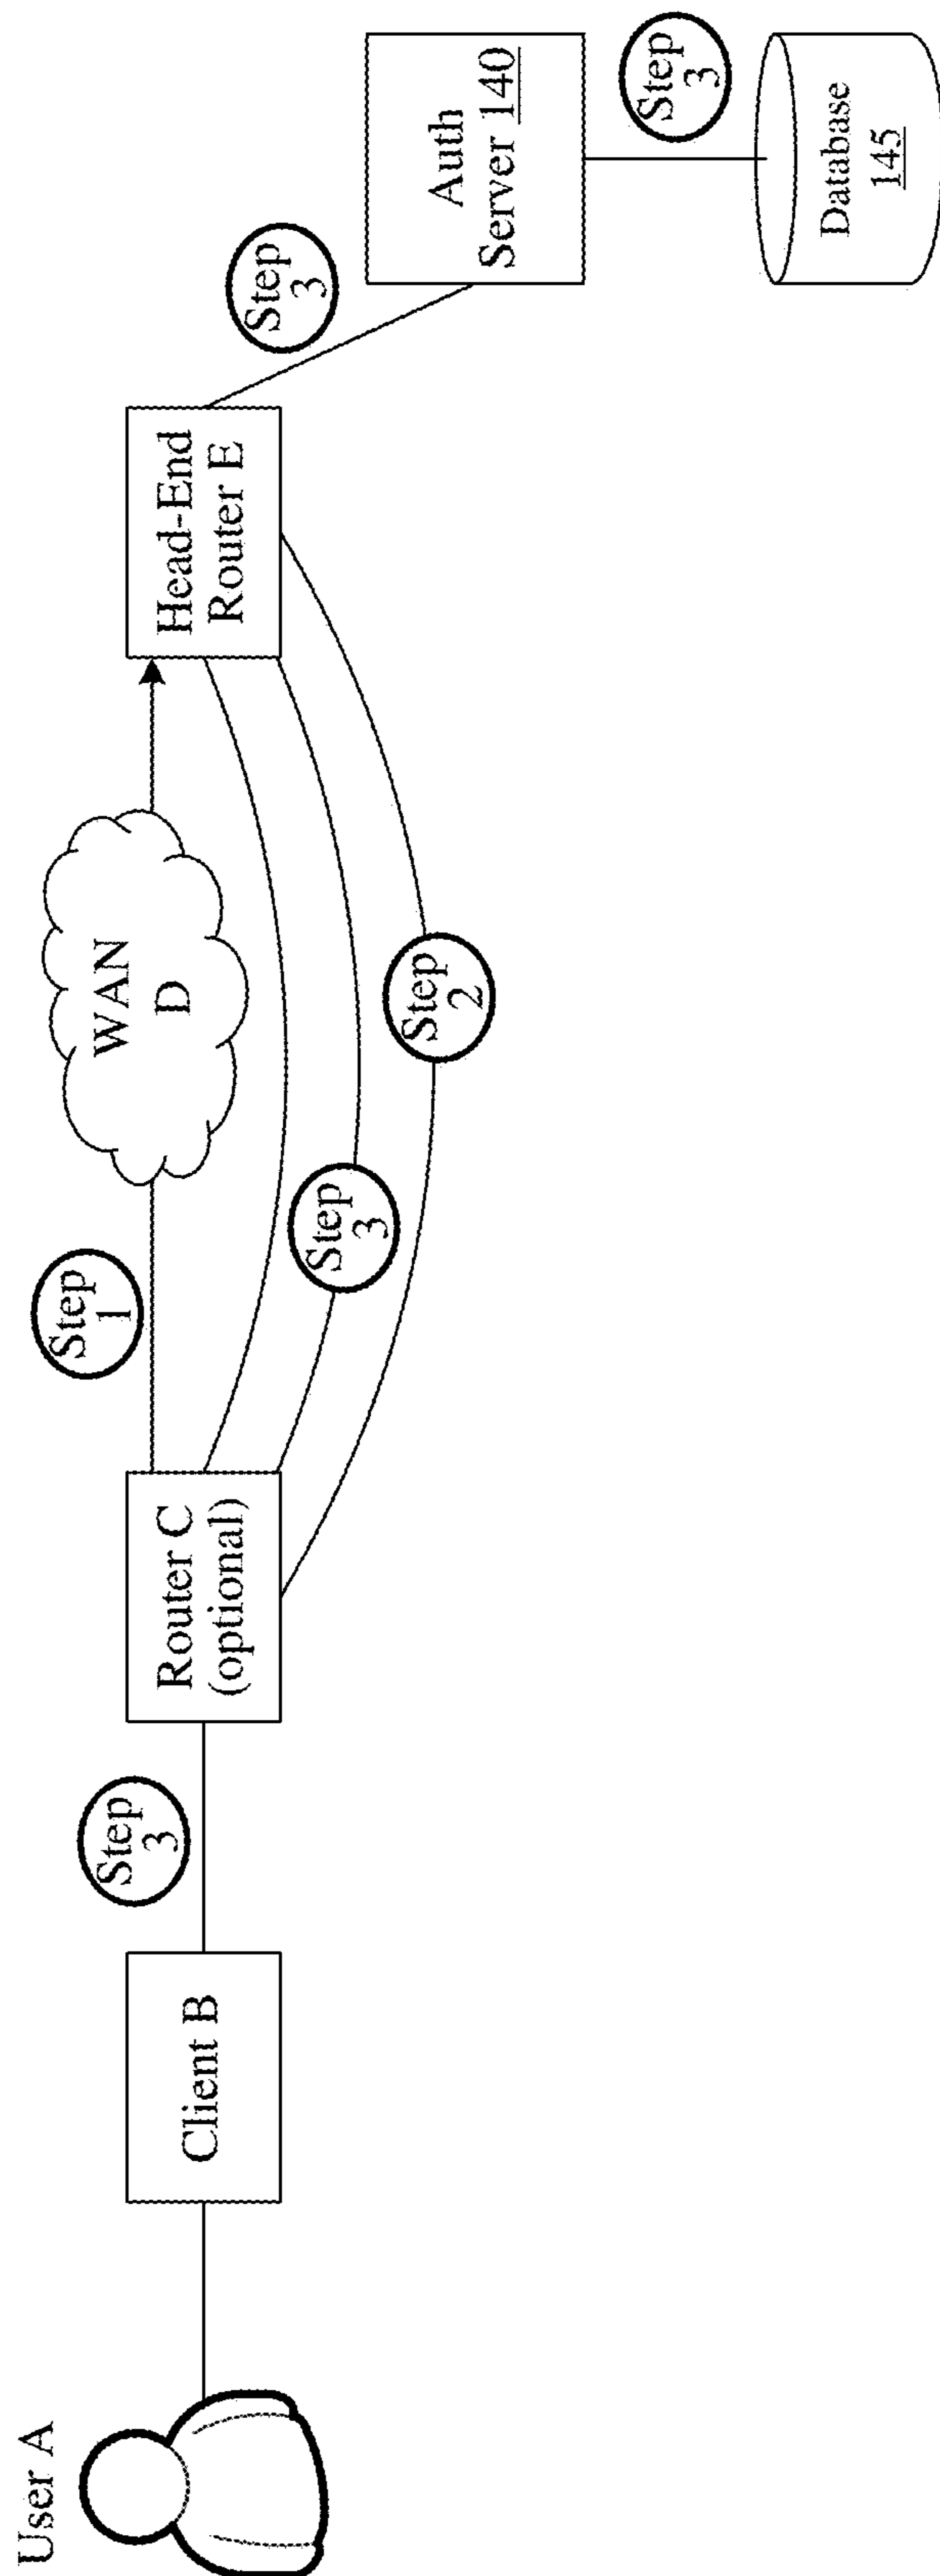 User A
Client B
Step
3
Router C
(optional)
Step
1
WAN
D
Step
3
Step
2
Head-End
Router E
Step
3
Auth
Server 140
Step
3
Database
145